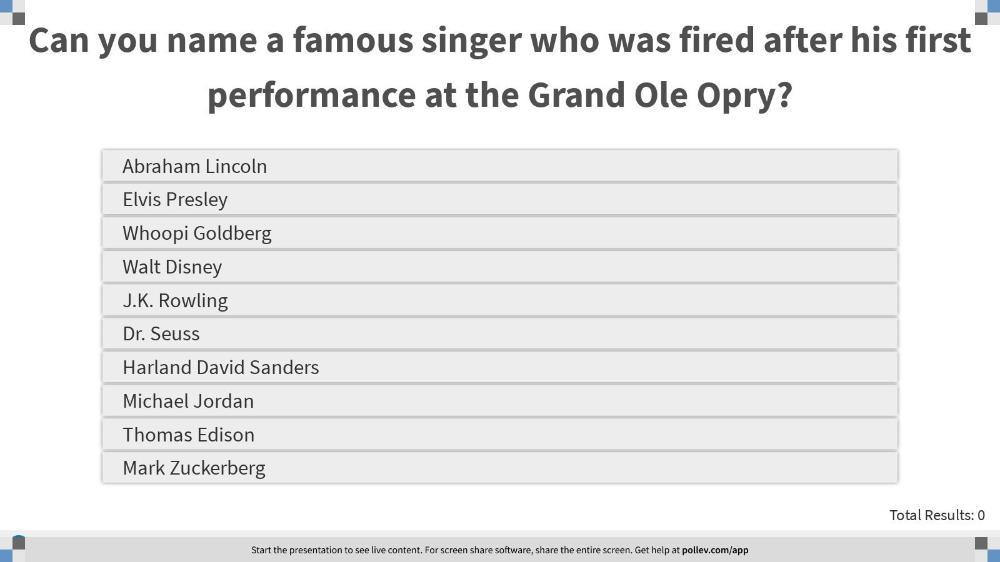 Can you name a famous singer who was fired after his first
performance at the Grand Ole Opry?
Abraham Lincoln
Elvis Presley
Whoopi Goldberg
Walt Disney
J.K. Rowling
Dr. Seuss
Harland David Sanders
Michael Jordan
Thomas Edison
Mark Zuckerberg
Total Results: 0
Start the presentation to see live content. For screen share software, share the entire screen. Get help at pollev.com/app